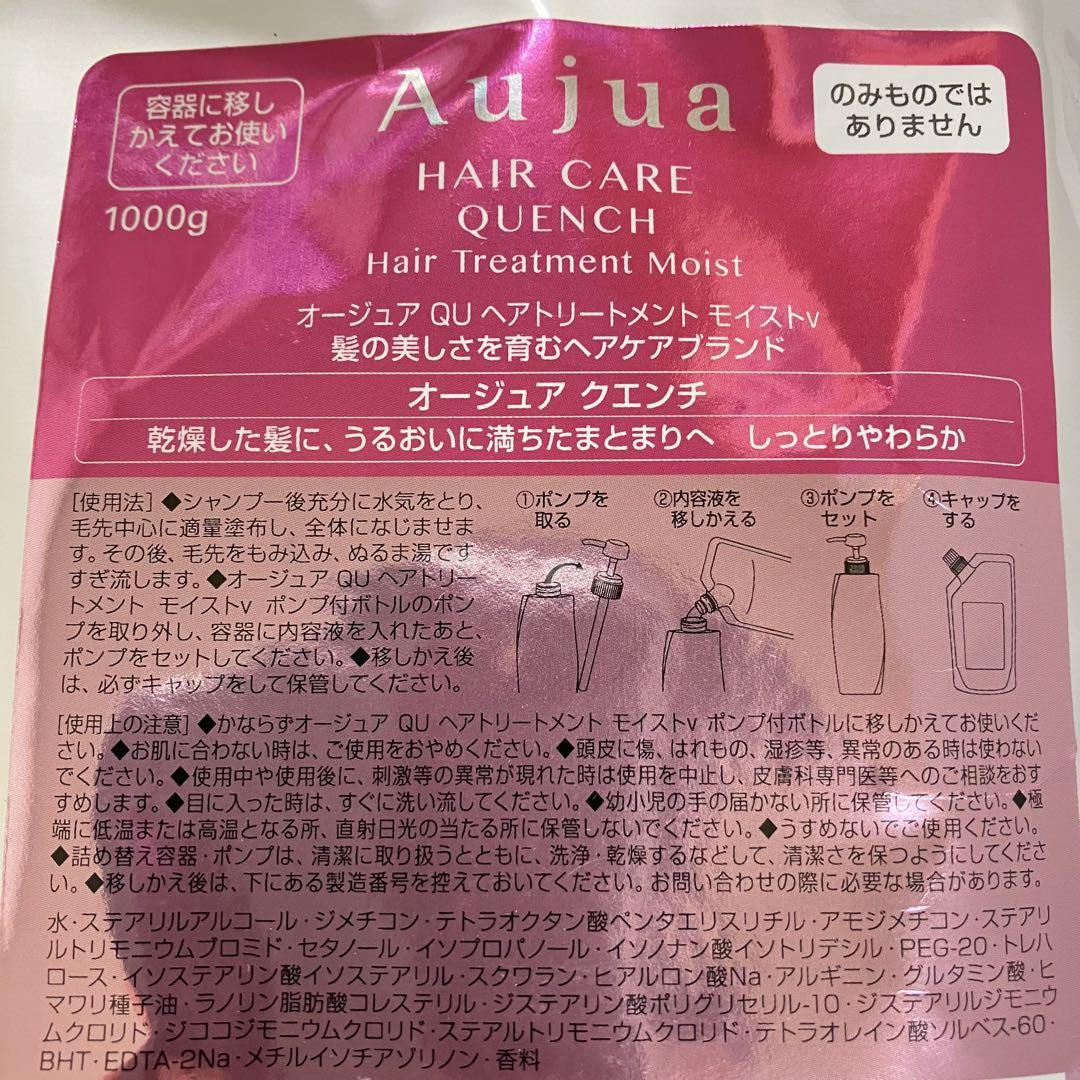 容器に移し
かえてお使い
ください
1000g
Aujua
のみものでは
ありません
HAIR CARE
QUENCH
Hair Treatment Moist
オージュア QU ヘアトリートメント モイストv
髪の美しさを育むヘアケアブランド
オージュア クエンチ
乾燥した髪に、うるおいに満ちたまとまりへ しっとりやわらか
[使用法]◆シャンプー後充分に水気をとり、
毛先中心に適量塗布し、全体になじませま
す。その後、毛先をもみ込み、ぬるま湯です
すぎ流します。◆オージュア QU ヘアトリー
トメント モイストv ポンプ付ボトルのポン
プを取り外し、容器に内容液を入れたあと、
ポンプをセットしてください。◆移しかえ後
は、必ずキャップをして保管してください。
①ポンプを
取る
②内容液を
移しかえる
③ポンプを
セット
④キャップを
する
[使用上の注意]◆かならずオージュア QU ヘアトリートメント モイストv ポンプ付ボトルに移しかえてお使いくだ
さい。◆お肌に合わない時は、ご使用をおやめください。◆頭皮に傷、はれもの、湿疹等、異常のある時は使わない
でください。◆使用中や使用後に、刺激等の異常が現れた時は使用を中止し、皮膚科専門医等へのご相談をおす
すめします。◆目に入った時は、すぐに洗い流してください。◆幼小児の手の届かない所に保管してください。◆極
端に低温または高温となる所、直射日光の当たる所に保管しないでください。◆うすめないでご使用ください。
◆詰め替え容器・ポンプは、清潔に取り扱うとともに、洗浄・乾燥するなどして、清潔さを保つようにしてくださ
い。◆移しかえ後は、下にある製造番号を控えておいてください。お問い合わせの際に必要な場合があります。
水・ステアリルアルコール・ジメチコン・テトラオクタン酸ペンタエリスリチル・アモジメチコン・ステアリ
ルトリモニウムブロミド・セタノール・イソプロパノール・イソノナン酸イソトリデシル・PEG-20・トレハ
ロース・イソステアリン酸イソステアリル・スクワラン・ヒアルロン酸Na・アルギニン・グルタミン酸・ヒ
マワリ種子油・ラノリン脂肪酸コレステリル・ジステアリン酸ポリグリセリル-10・ジステアリルジモニウ
ムクロリド・ジココジモニウムクロリド・ステアルトリモニウムクロリド・テトラオレイン酸ソルベス-60・
BHT・EDTA-2Na・メチルイソチアゾリノン・香料